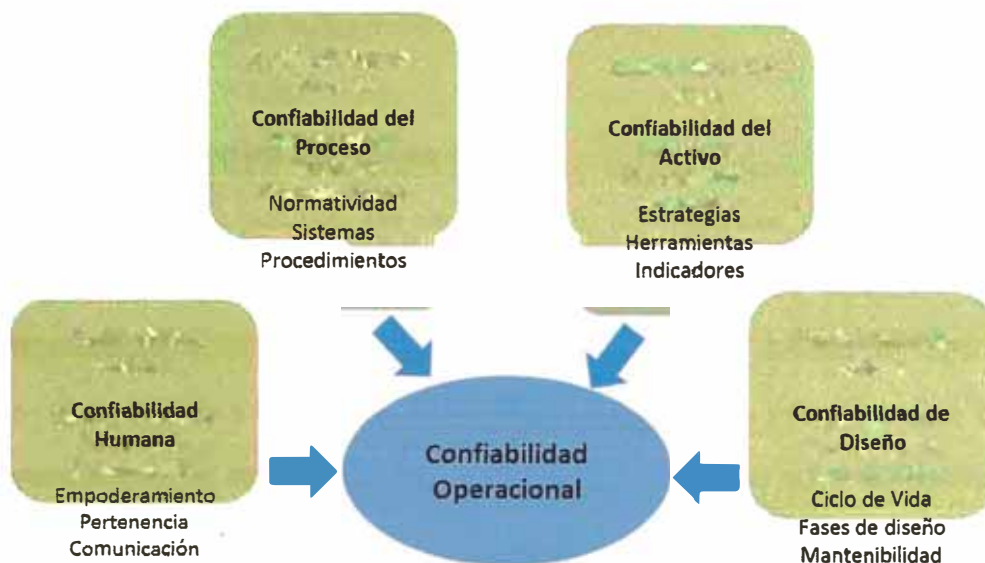 Confiabilidad del
Proceso
Normatividad
Sistemas
Procedimientos
Confiabilidad del
Activo
Estrategias
Herramientas
Indicadores
Confiabilidad
Humana
Empoderamiento
Pertenencia
Comunicación
Confiabilidad
Operacional
Confiabilidad de
Diseño
Ciclo de Vida
Fases de diseño
Mantenibilidad